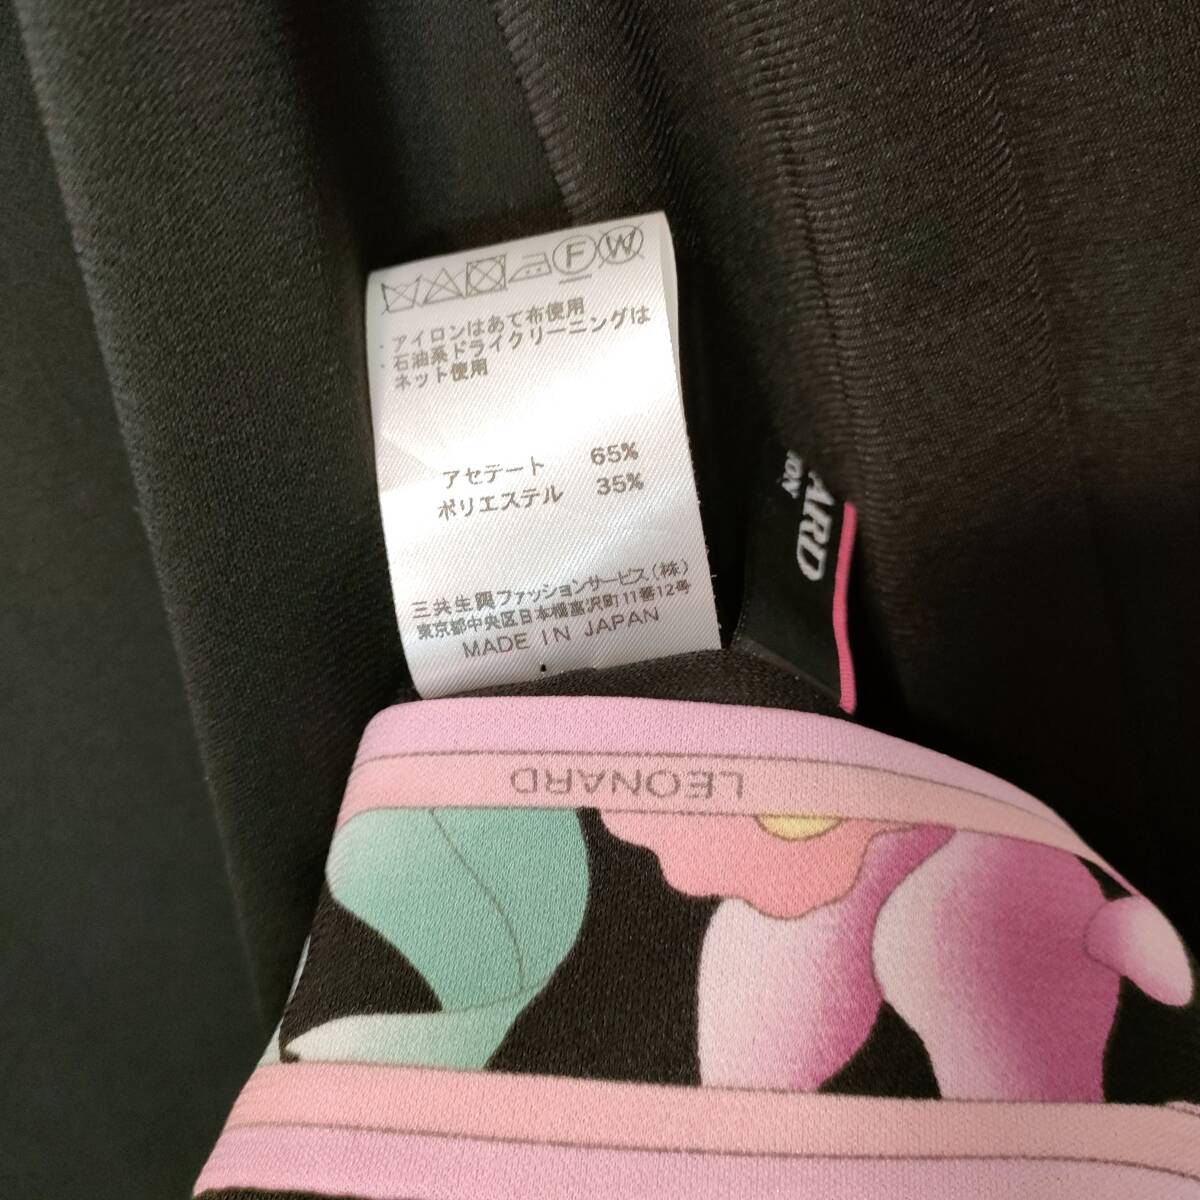 F W
・アイロンはあて布使用
・石油系ドライクリーニングは
ネット使用
アセテート 65%
ポリエステル 35%
三共生興ファッションサービス(株)
東京都中央区日本橋富沢町11番12号
MADE IN JAPAN
LEONARD